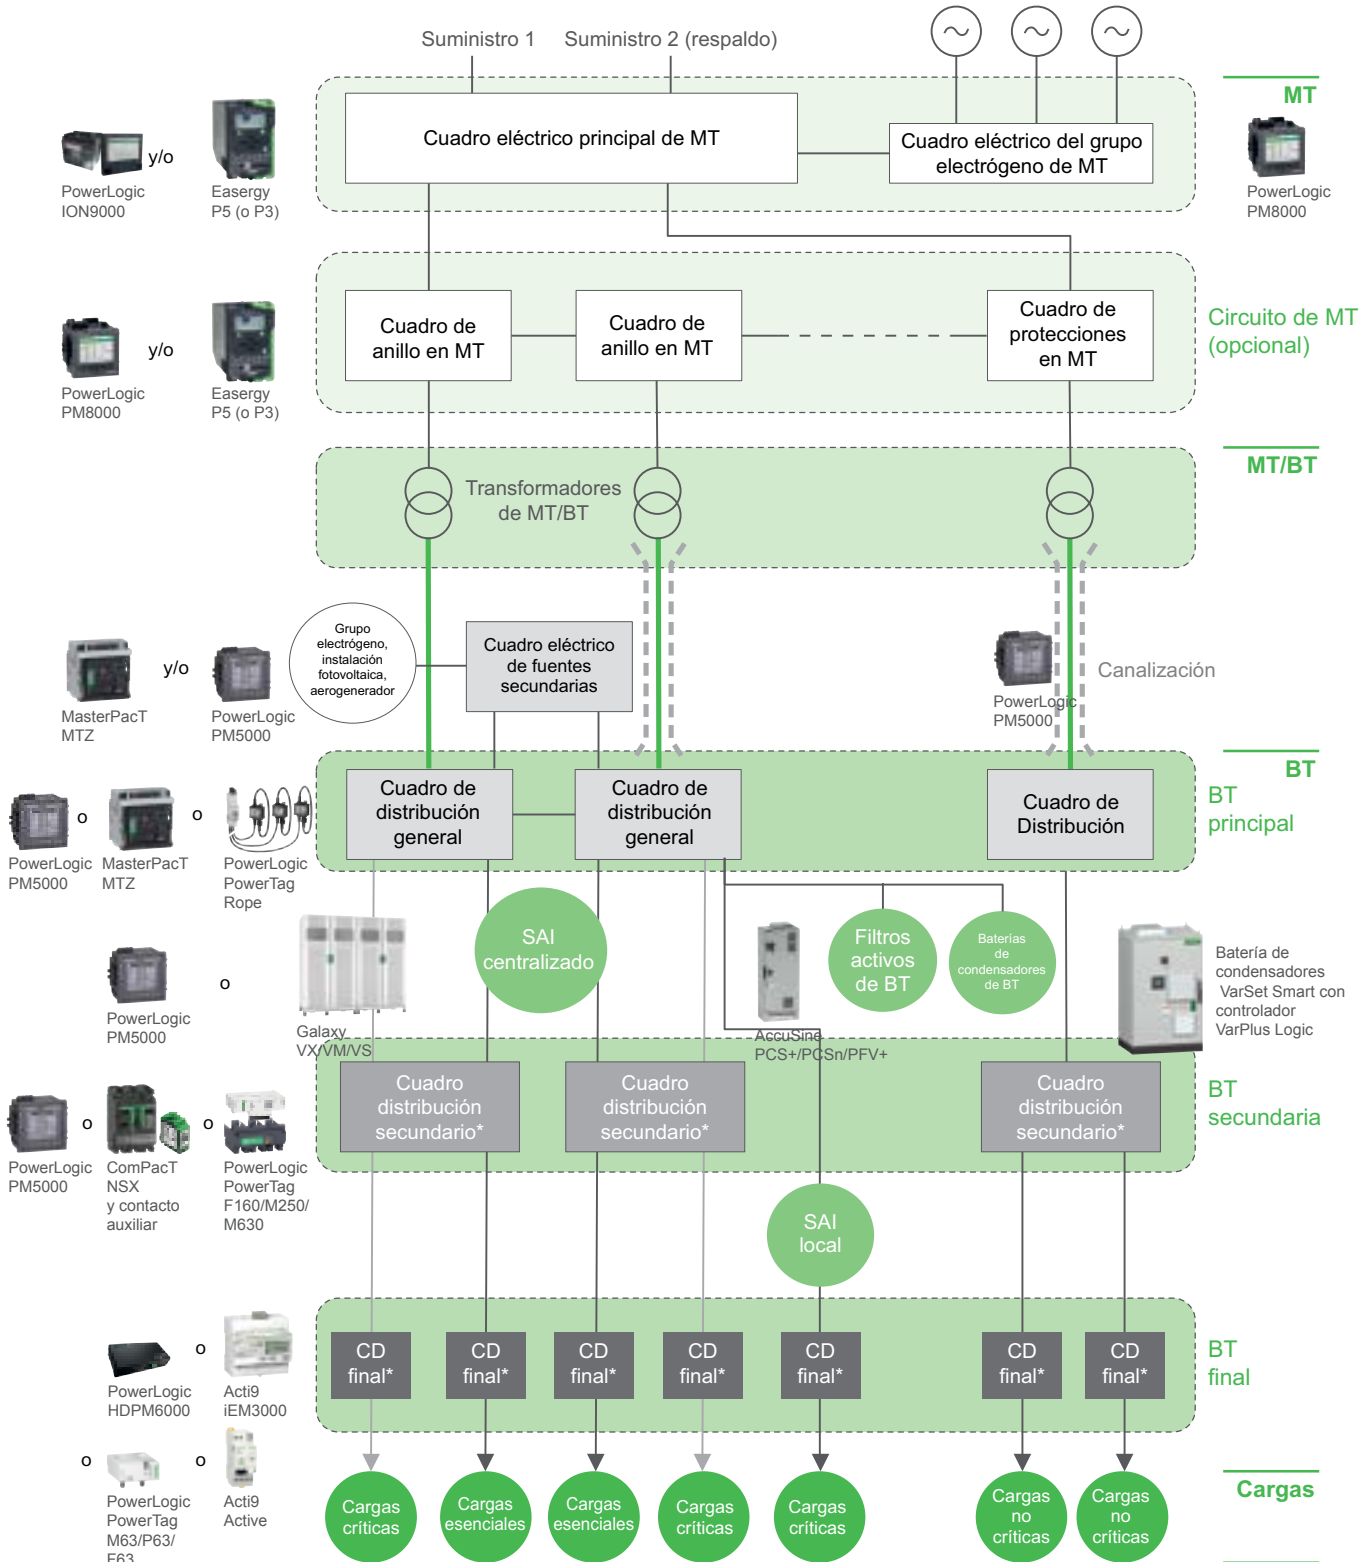 Suministro 1
Suministro 2 (respaldo)
MT
Cuadro eléctrico principal de MT
Cuadro eléctrico del grupo
electrógeno de MT
y/o
PowerLogic
ION9000
Easergy
P5 (o P3)
PowerLogic
PM8000
Cuadro de
anillo en MT
Cuadro de
anillo en MT
Cuadro de
protecciones
en MT
Circuito de MT
(opcional)
y/o
PowerLogic
PM8000
Easergy
P5 (o P3)
MT/BT
Transformadores
de MT/BT
Grupo
electrógeno,
instalación
fotovoltaica,
aerogenerador
Cuadro eléctrico
de fuentes
secundarias
y/o
MasterPacT
MTZ
PowerLogic
PM5000
PowerLogic
PM5000
Canalización
BT
BT
principal
Cuadro de
distribución
general
Cuadro de
distribución
general
Cuadro de
Distribución
o
o
PowerLogic
PM5000
MasterPacT
MTZ
PowerLogic
PowerTag
Rope
SAI
centralizado
Filtros
activos
de BT
Baterías
de
condensadores
de BT
Batería de
condensadores
VarSet Smart con
controlador
VarPlus Logic
o
PowerLogic
PM5000
Galaxy
VX/VM/VS
AccuSine
PCS+/PCSn/PFV+
Cuadro
distribución
secundario*
Cuadro
distribución
secundario*
Cuadro
distribución
secundario*
BT
secundaria
o
o
PowerLogic
PM5000
ComPacT
NSX
y contacto
auxiliar
PowerLogic
PowerTag
F160/M250/
M630
SAI
local
CD
final*
CD
final*
CD
final*
CD
final*
CD
final*
CD
final*
CD
final*
BT
final
o
PowerLogic
HDPM6000
Acti9
iEM3000
o
o
PowerLogic
PowerTag
M63/P63/
F63
Acti9
Active
Cargas
críticas
Cargas
esenciales
Cargas
esenciales
Cargas
críticas
Cargas
críticas
Cargas
no
críticas
Cargas
no
críticas
Cargas